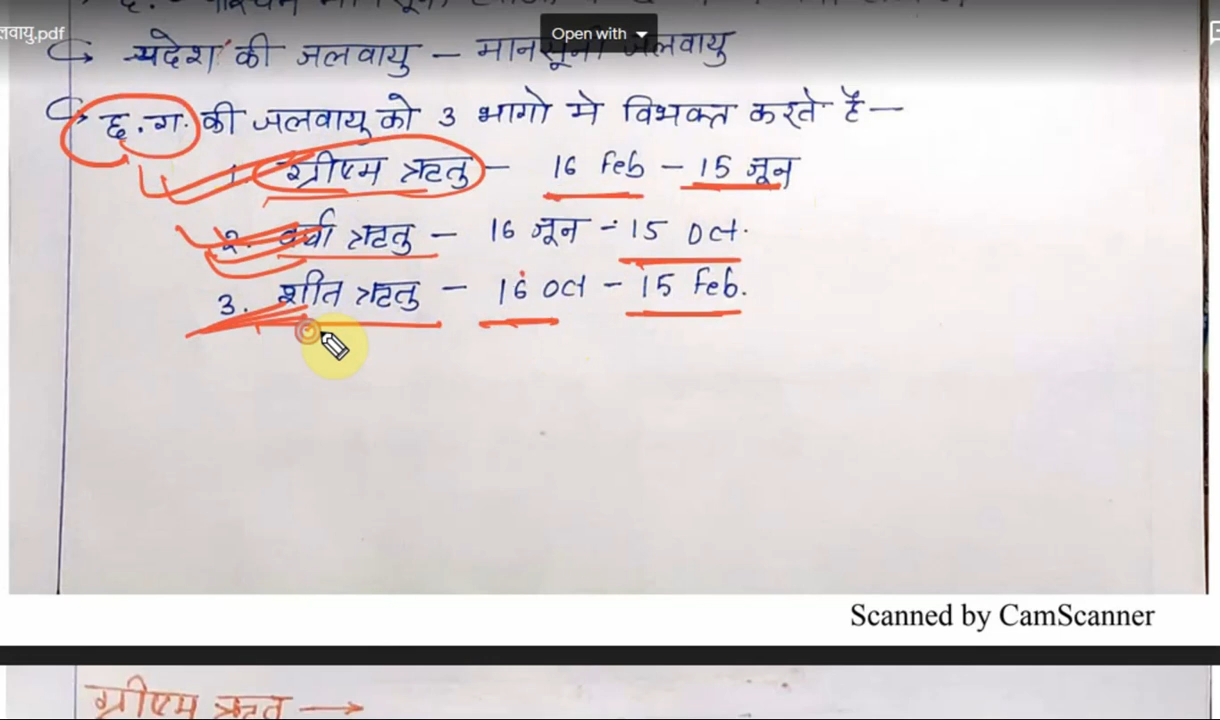 लवायु.pdf
Open with
प्रदेश की जलवायु – मानसूनी जलवायु
छ.ग. की जलवायु को 3 भागो मे विभक्त करते है –
1. ग्रीष्म ऋतु – 16 Feb – 15 जून
2. वर्षा ऋतु – 16 जून - 15 Oct.
3. शीत ऋतु – 16 Oct – 15 Feb.
Scanned by CamScanner
ग्रीष्म ऋतु →